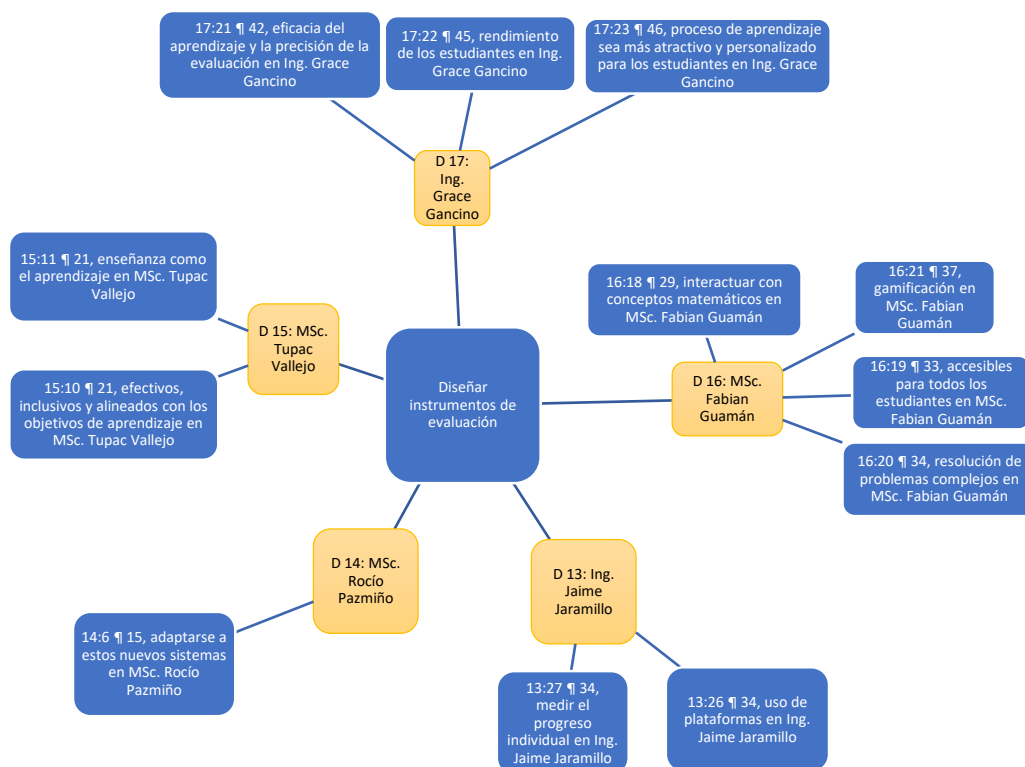 17:21 ¶ 42, eficacia
del aprendizaje y la
precisión de la
evaluación en Ing. Grace
Gancino
17:22 ¶ 45, rendimiento
de los estudiantes en Ing.
Grace Gancino
17:23 ¶ 46, proceso de aprendizaje
sea más atractivo y personalizado
para los estudiantes en Ing. Grace
Gancino
D 17:
Ing.
Grace
Gancino
15:11 ¶ 21, enseñanza como
el aprendizaje en MSc. Tupac
Vallejo
D 15: MSc.
Tupac
Vallejo
15:10 ¶ 21, efectivos,
inclusivos y alineados con los
objetivos de aprendizaje en
MSc. Tupac Vallejo
Diseñar
instrumentos de
evaluación
16:18 ¶ 29, interactuar con
conceptos matemáticos en
MSc. Fabian Guamán
16:21 ¶ 37,
gamificación en
MSc. Fabian
Guamán
D 16: MSc.
Fabian
Guamán
16:19 ¶ 33, accesibles
para todos los
estudiantes en MSc.
Fabian Guamán
16:20 ¶ 34, resolución de
problemas complejos en
MSc. Fabian Guamán
D 14: MSc.
Rocío
Pazmiño
14:6 ¶ 15, adaptarse a
estos nuevos sistemas
en MSc. Rocío
Pazmiño
D 13: Ing.
Jaime
Jaramillo
13:27 ¶ 34,
medir el
progreso
individual en Ing.
Jaime Jaramillo
13:26 ¶ 34, uso de
plataformas en Ing.
Jaime Jaramillo